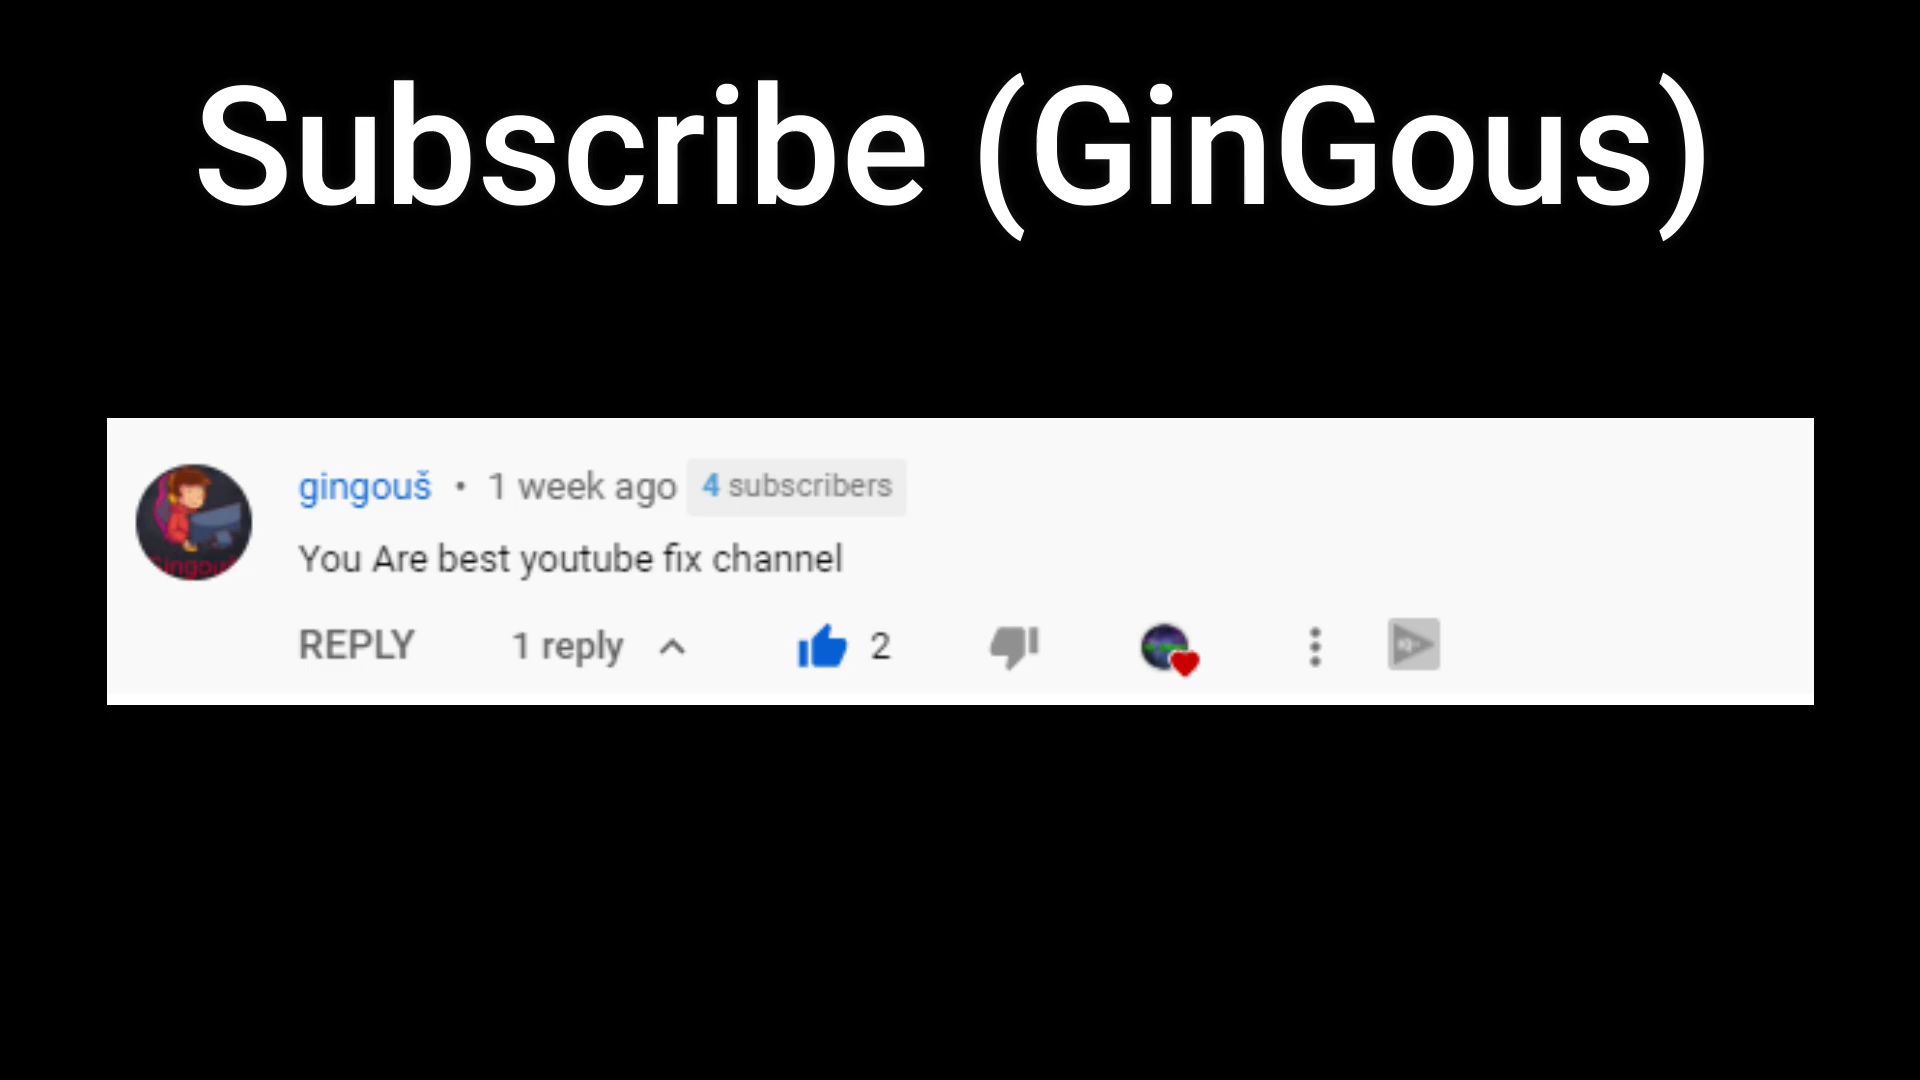 Subscribe (GinGous)
gingouš • 1 week ago 4 subscribers
You Are best youtube fix channel
REPLY 1 reply 2